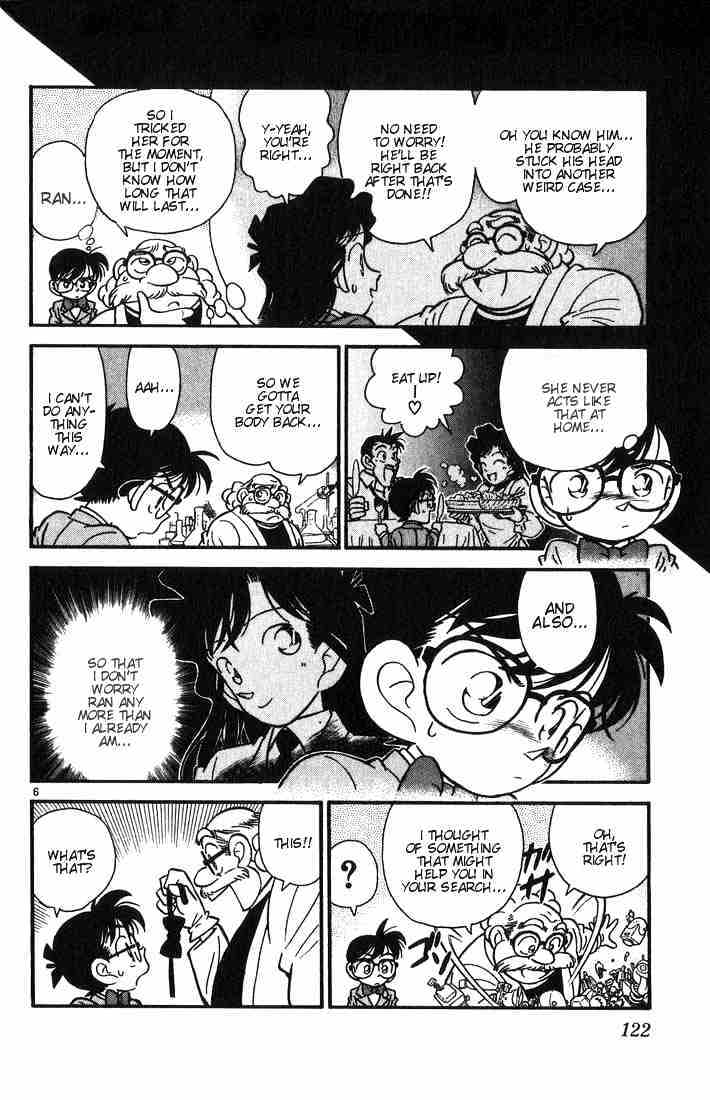 OH YOU KNOW HIM...
HE PROBABLY
STUCK HIS HEAD
INTO ANOTHER
WEIRD CASE...
NO NEED
TO WORRY!
HE'LL BE
RIGHT BACK
AFTER THAT'S
DONE!!
Y-YEAH,
YOU'RE
RIGHT...
SO I
TRICKED
HER FOR
THE MOMENT,
BUT I DON'T
KNOW HOW
LONG THAT
WILL LAST...
RAN...
SHE NEVER
ACTS LIKE
THAT AT
HOME...
EAT UP!
♡
SO WE
GOTTA
GET YOUR
BODY BACK...
AAH...
I CAN'T
DO ANY-
THING
THIS
WAY...
AND
ALSO...
SO THAT
I DON'T
WORRY
RAN ANY
MORE THAN
I ALREADY
AM...
6
OH,
THAT'S
RIGHT!
I THOUGHT
OF SOMETHING
THAT MIGHT
HELP YOU IN
YOUR SEARCH...
?
THIS!!
WHAT'S
THAT?
122